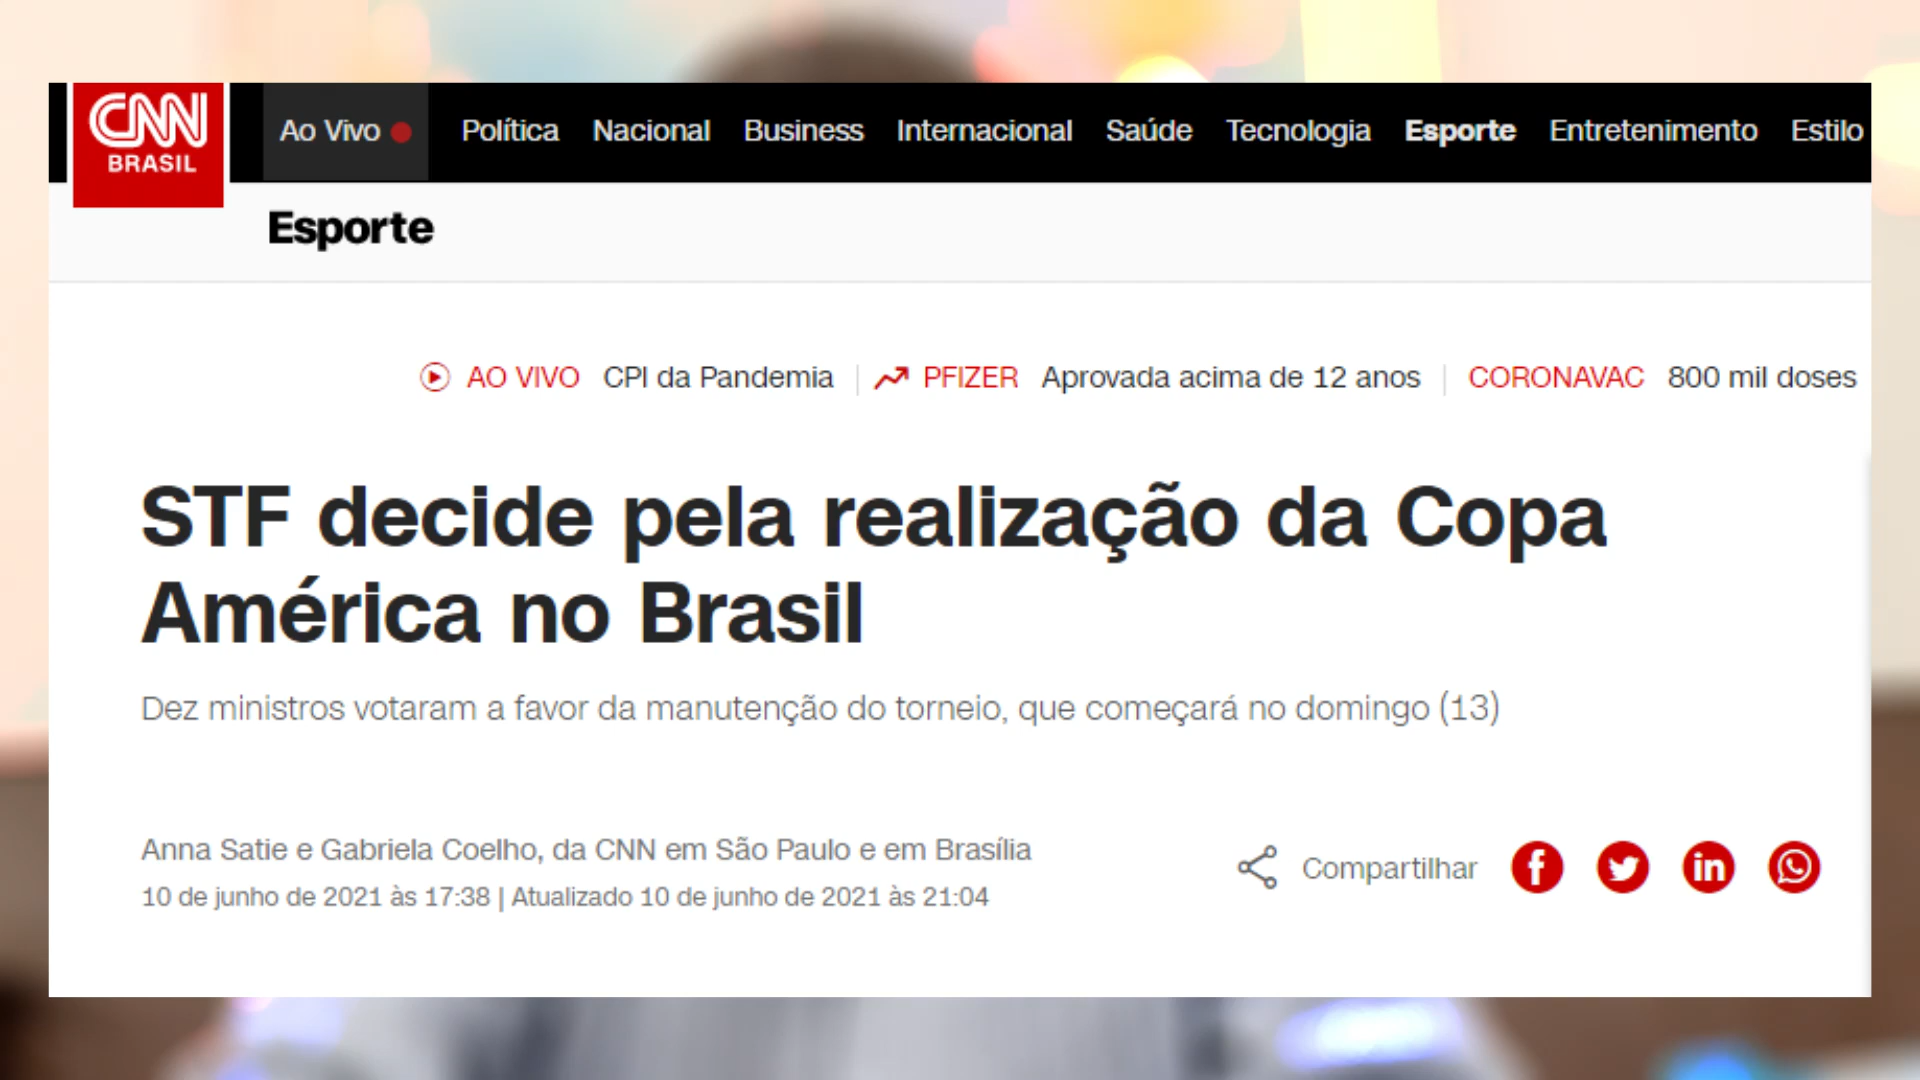 CNN
BRASIL
Ao Vivo Política Nacional Business Internacional Saúde Tecnologia Esporte Entretenimento Estilo
Esporte
AO VIVO CPI da Pandemia | PFIZER Aprovada acima de 12 anos | CORONAVAC 800 mil doses
STF decide pela realização da Copa
América no Brasil
Dez ministros votaram a favor da manutenção do torneio, que começará no domingo (13)
Anna Satie e Gabriela Coelho, da CNN em São Paulo e em Brasília
10 de junho de 2021 às 17:38 | Atualizado 10 de junho de 2021 às 21:04
Compartilhar